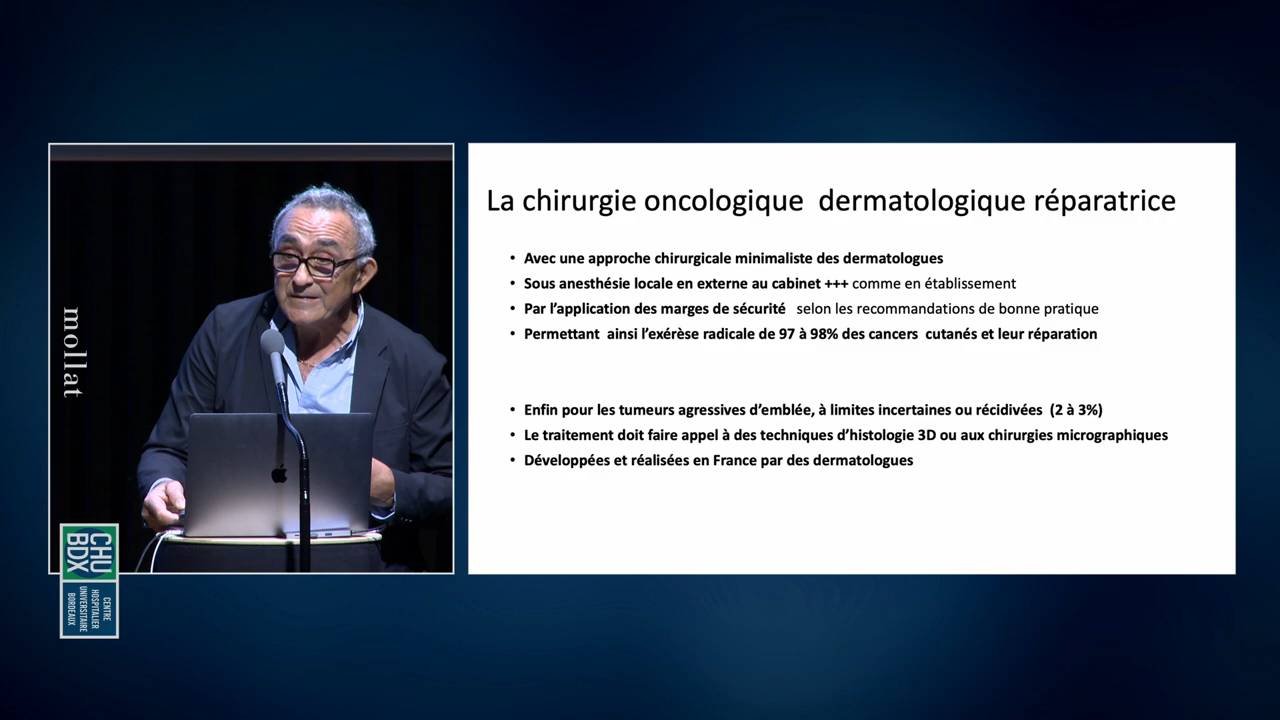 mollat
CHU
BDX
CENTRE
HOSPITALIER
UNIVERSITAIRE
BORDEAUX
La chirurgie oncologique  dermatologique réparatrice
• Avec une approche chirurgicale minimaliste des dermatologues
• Sous anesthésie locale en externe au cabinet +++ comme en établissement
• Par l’application des marges de sécurité   selon les recommandations de bonne pratique
• Permettant  ainsi l’exérèse radicale de 97 à 98% des cancers  cutanés et leur réparation
• Enfin pour les tumeurs agressives d’emblée, à limites incertaines ou récidivées  (2 à 3%)
• Le traitement doit faire appel à des techniques d’histologie 3D ou aux chirurgies micrographiques
• Développées et réalisées en France par des dermatologues